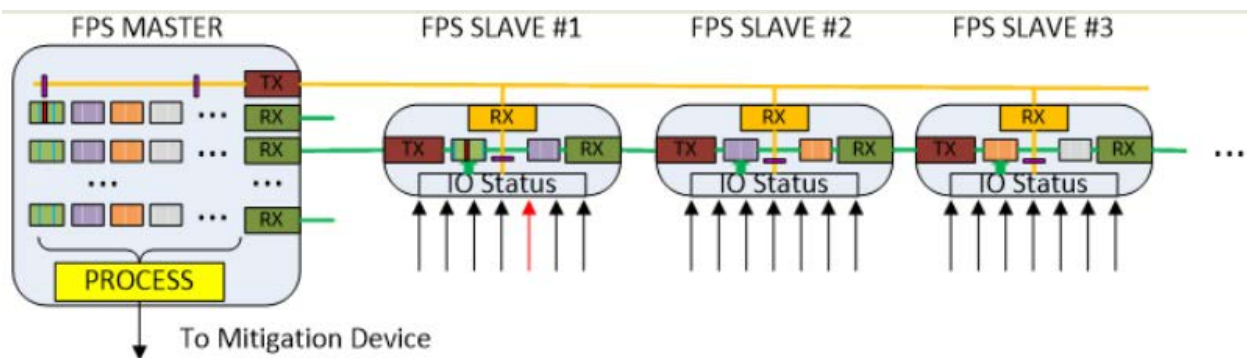 FPS MASTER FPS SLAVE #1 FPS SLAVE #2 FPS SLAVE #3
TX
... RX RX RX RX
... RX TX RX TX RX TX RX ...
... ... IO Status IO Status IO Status
... RX
PROCESS
To Mitigation Device